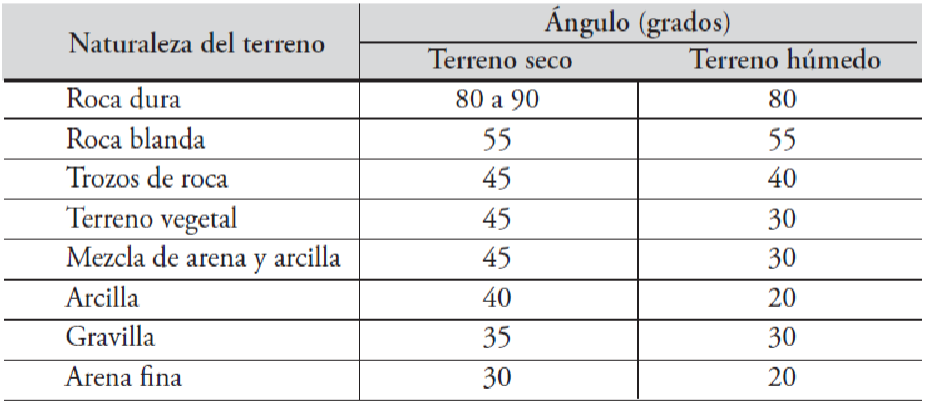 Naturaleza del terreno Ángulo (grados)
Terreno seco Terreno húmedo
Roca dura 80 a 90 80
Roca blanda 55 55
Trozos de roca 45 40
Terreno vegetal 45 30
Mezcla de arena y arcilla 45 30
Arcilla 40 20
Gravilla 35 30
Arena fina 30 20